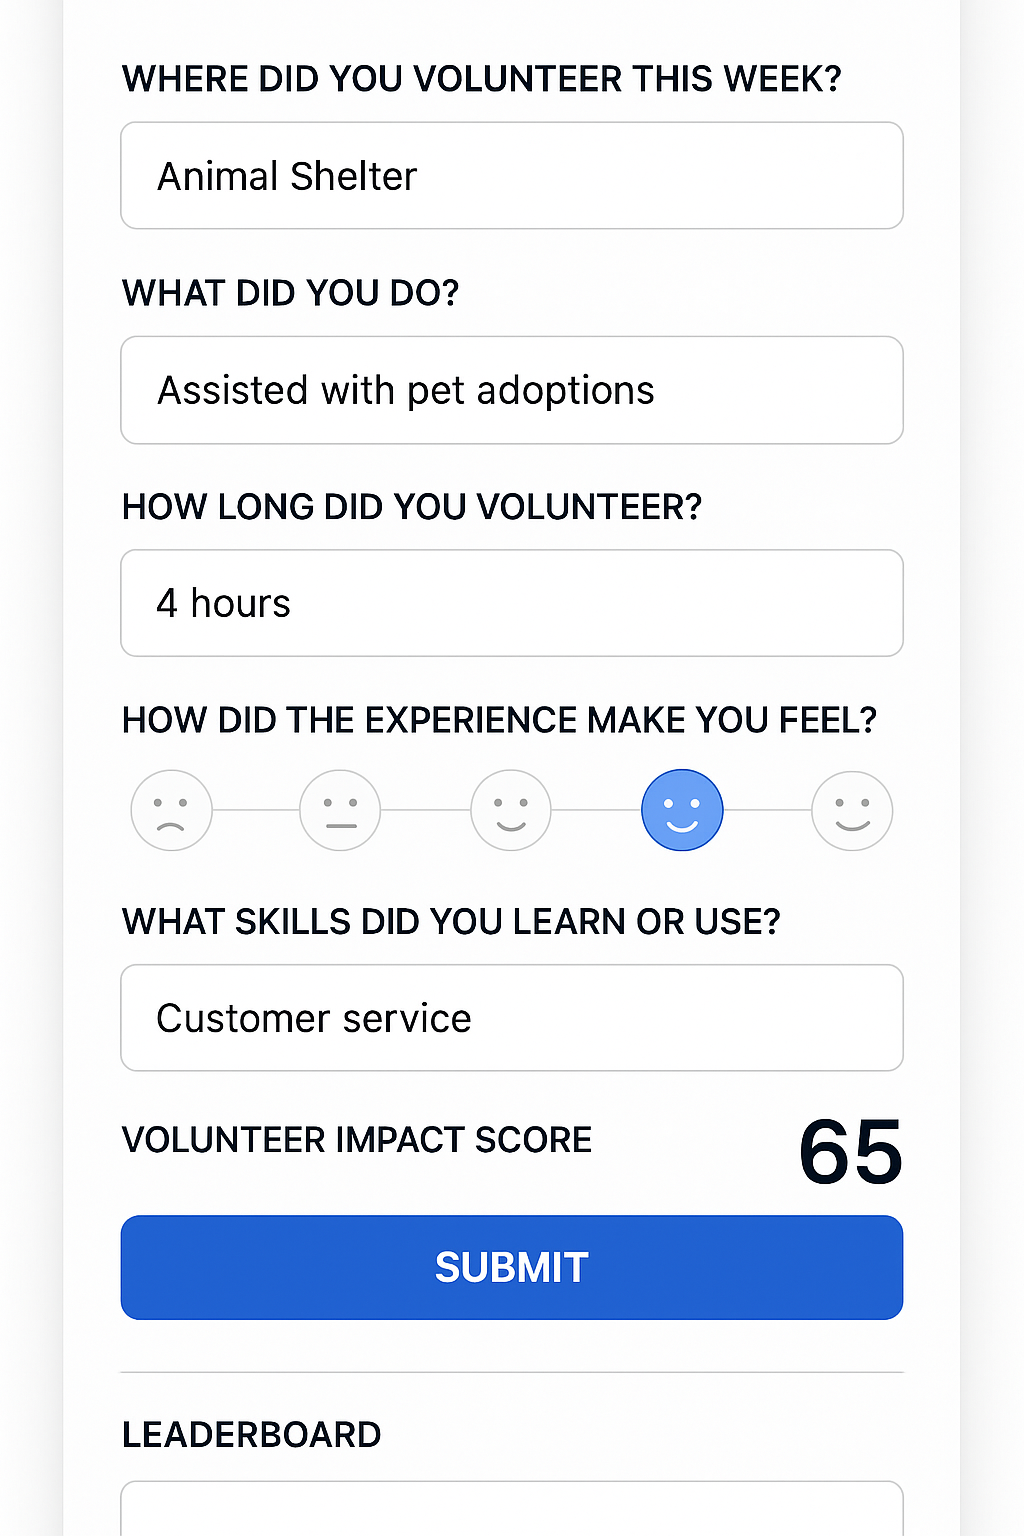 WHERE DID YOU VOLUNTEER THIS WEEK?
Animal Shelter
WHAT DID YOU DO?
Assisted with pet adoptions
HOW LONG DID YOU VOLUNTEER?
4 hours
HOW DID THE EXPERIENCE MAKE YOU FEEL?
WHAT SKILLS DID YOU LEARN OR USE?
Customer service
VOLUNTEER IMPACT SCORE 65
SUBMIT
LEADERBOARD